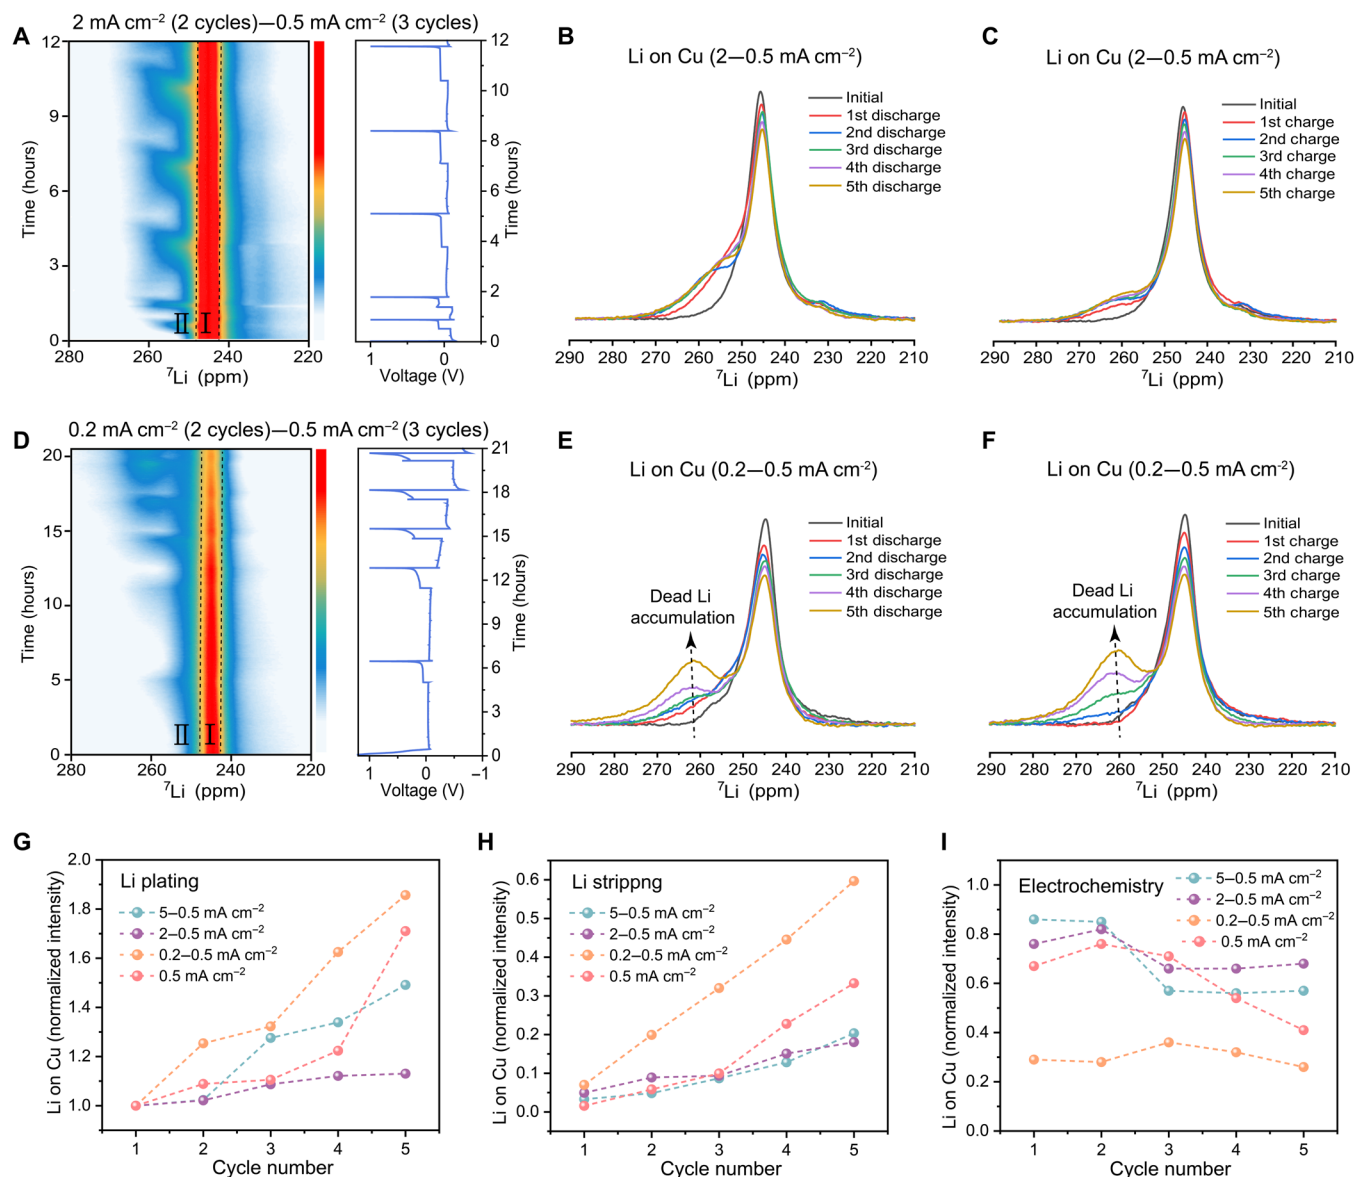 2 mA cm⁻² (2 cycles)—0.5 mA cm⁻² (3 cycles)
A
12
9
6
3
0
Time (hours)
II I
280 260 240 220
⁷Li (ppm)
12
10
8
6
4
2
0
Time (hours)
1 0
Voltage (V)
B
Li on Cu (2—0.5 mA cm⁻²)
Initial
1st discharge
2nd discharge
3rd discharge
4th discharge
5th discharge
290 270 250 230 210
⁷Li (ppm)
C
Li on Cu (2—0.5 mA cm⁻²)
Initial
1st charge
2nd charge
3rd charge
4th charge
5th charge
290 270 250 230 210
⁷Li (ppm)
D
0.2 mA cm⁻² (2 cycles)—0.5 mA cm⁻² (3 cycles)
20
15
10
5
0
Time (hours)
II I
280 260 240 220
⁷Li (ppm)
21
18
15
12
9
6
3
0
Time (hours)
1 0 −1
Voltage (V)
E
Li on Cu (0.2—0.5 mA cm⁻²)
Initial
1st discharge
2nd discharge
3rd discharge
4th discharge
5th discharge
Dead Li
accumulation
290 270 250 230 210
⁷Li (ppm)
F
Li on Cu (0.2—0.5 mA cm⁻²)
Initial
1st charge
2nd charge
3rd charge
4th charge
5th charge
Dead Li
accumulation
290 270 250 230 210
⁷Li (ppm)
G
Li plating
5–0.5 mA cm⁻²
2–0.5 mA cm⁻²
0.2–0.5 mA cm⁻²
0.5 mA cm⁻²
2.0
1.8
1.6
1.4
1.2
1.0
Li on Cu (normalized intensity)
1 2 3 4 5
Cycle number
H
Li strippng
5–0.5 mA cm⁻²
2–0.5 mA cm⁻²
0.2–0.5 mA cm⁻²
0.5 mA cm⁻²
0.6
0.5
0.4
0.3
0.2
0.1
0.0
Li on Cu (normalized intensity)
1 2 3 4 5
Cycle number
I
Electrochemistry
5–0.5 mA cm⁻²
2–0.5 mA cm⁻²
0.2–0.5 mA cm⁻²
0.5 mA cm⁻²
1.0
0.8
0.6
0.4
0.2
0.0
Li on Cu (normalized intensity)
1 2 3 4 5
Cycle number